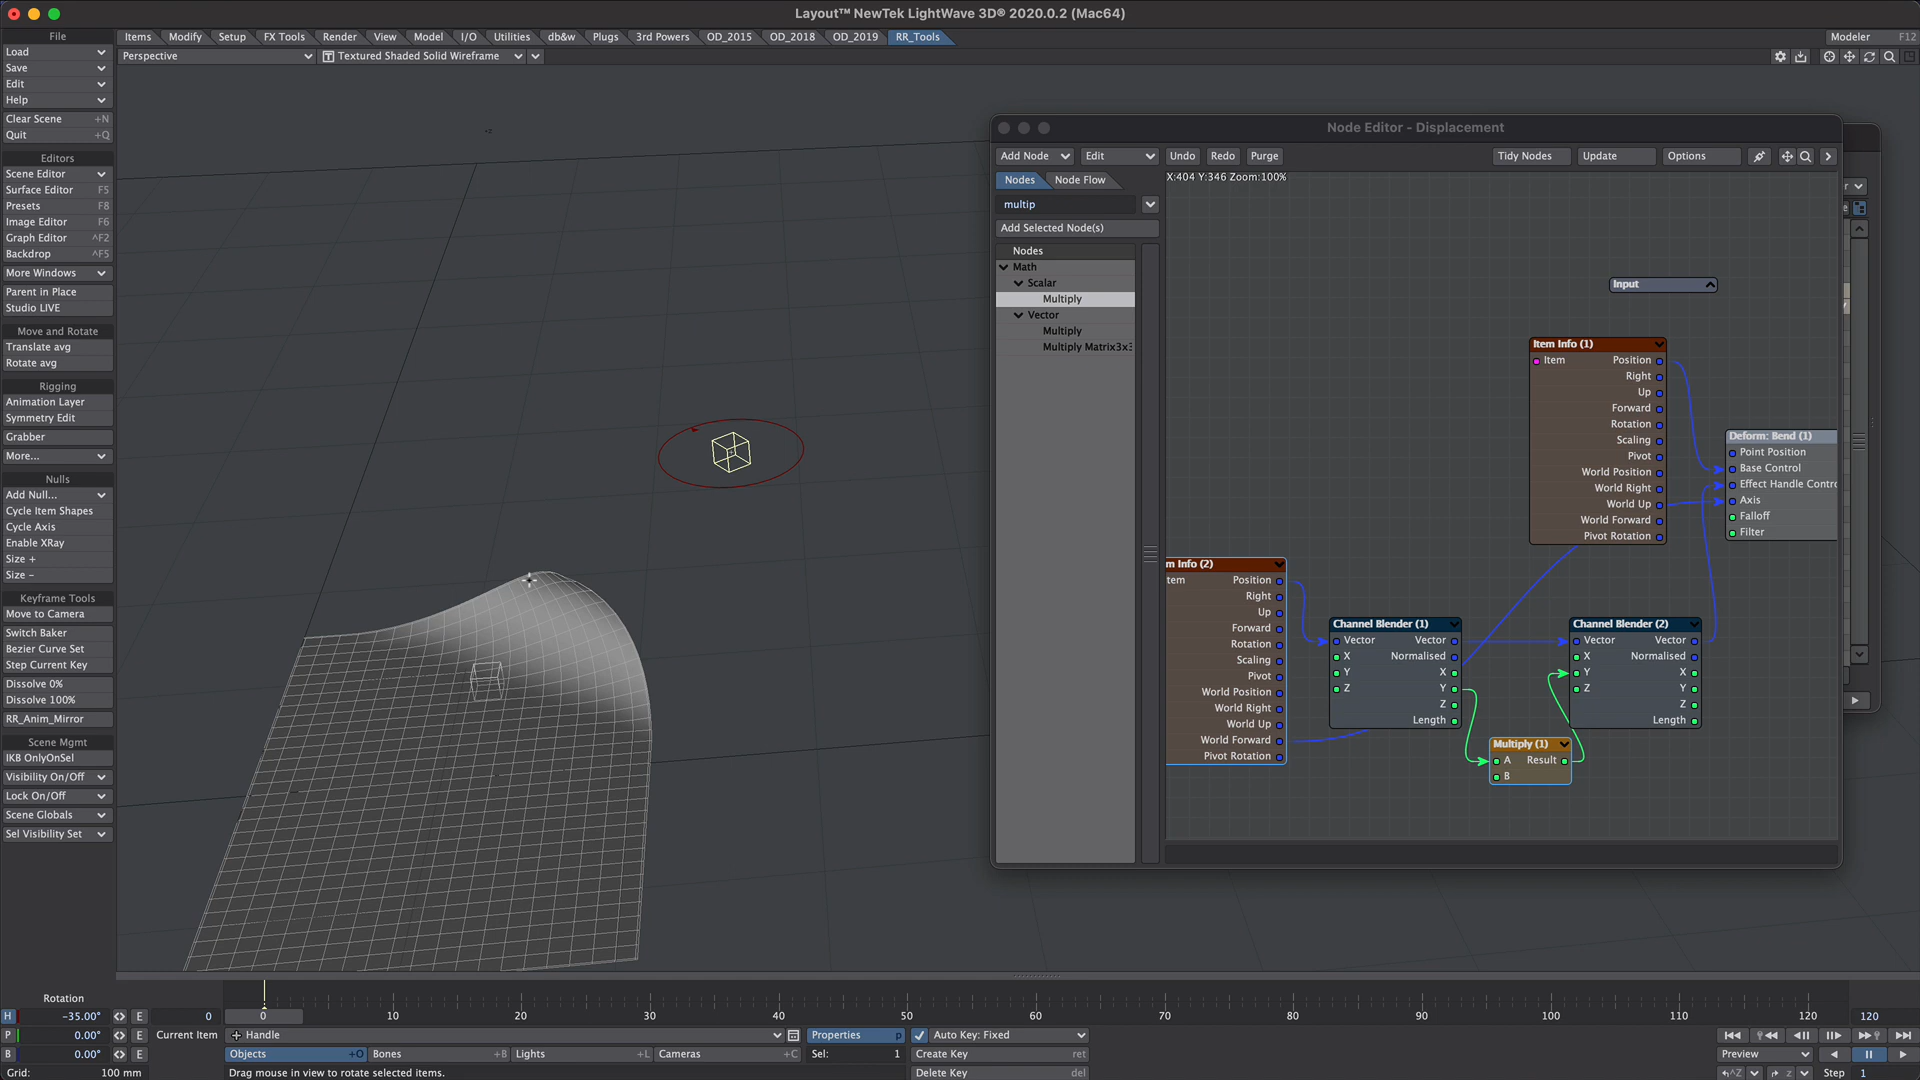 Layout™ NewTek LightWave 3D® 2020.0.2 (Mac64)
File
Items Modify Setup FX Tools Render View Model I/O Utilities db&w Plugs 3rd Powers OD_2015 OD_2018 OD_2019 RR_Tools
Modeler F12
Perspective
Textured Shaded Solid Wireframe
Load
Save
Edit
Help
Clear Scene +N
Quit +Q
Editors
Scene Editor
Surface Editor F5
Presets F8
Image Editor F6
Graph Editor ^F2
Backdrop ^F5
More Windows
Parent in Place
Studio LIVE
Move and Rotate
Translate avg
Rotate avg
Rigging
Animation Layer
Symmetry Edit
Grabber
More...
Nulls
Add Null...
Cycle Item Shapes
Cycle Axis
Enable XRay
Size +
Size –
Keyframe Tools
Move to Camera
Switch Baker
Bezier Curve Set
Step Current Key
Dissolve 0%
Dissolve 100%
RR_Anim_Mirror
Scene Mgmt
IKB OnlyOnSel
Visibility On/Off
Lock On/Off
Scene Globals
Sel Visibility Set
Node Editor - Displacement
Add Node Edit Undo Redo Purge Tidy Nodes Update Options
Nodes Node Flow
X:404 Y:346 Zoom:100%
multip
Add Selected Node(s)
Nodes
Math
Scalar
Multiply
Vector
Multiply
Multiply Matrix3x3
Input
Item Info (1)
Item Position
Right
Up
Forward
Rotation
Scaling
Pivot
World Position
World Right
World Up
World Forward
Pivot Rotation
Deform: Bend (1)
Point Position
Base Control
Effect Handle Contro
Axis
Falloff
Filter
m Info (2)
tem Position
Right
Up
Forward
Rotation
Scaling
Pivot
World Position
World Right
World Up
World Forward
Pivot Rotation
Channel Blender (1)
Vector Vector
X Normalised
Y X
Z Y
Z
Length
Channel Blender (2)
Vector Vector
X Normalised
Y X
Z Y
Z
Length
Multiply (1)
A Result
B
Rotation
H -35.00° E
P 0.00° E
B 0.00° E
Grid: 100 mm
0
0 10 20 30 40 50 60 70 80 90 100 110 120
120
Current Item Handle
Properties p
Auto Key: Fixed
Objects +O Bones +B Lights +L Cameras +C
Sel: 1
Create Key ret
Delete Key del
Drag mouse in view to rotate selected items.
Preview
Step 1